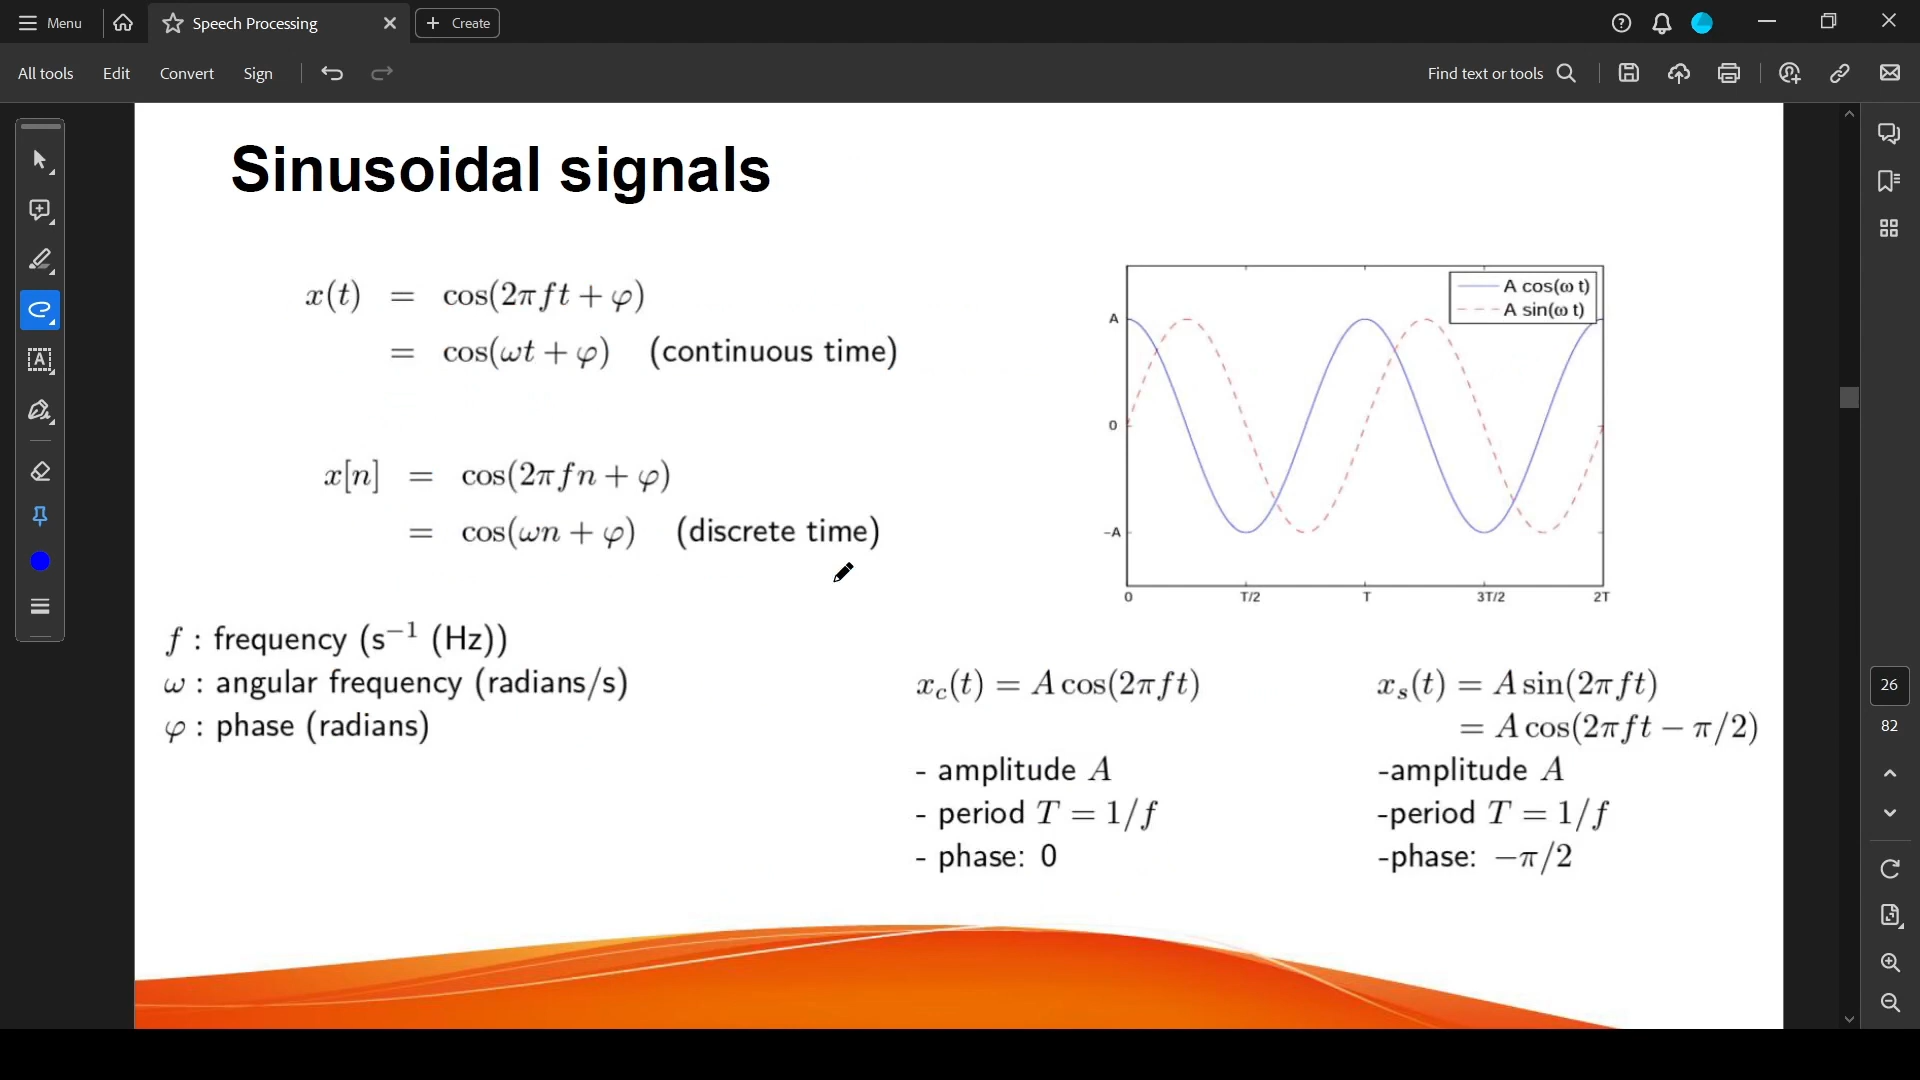 Menu
Speech Processing
Create
All tools
Edit
Convert
Sign
Find text or tools
Sinusoidal signals
x(t) = cos(2πft + φ)
= cos(ωt + φ) (continuous time)
x[n] = cos(2πfn + φ)
= cos(ωn + φ) (discrete time)
f : frequency (s⁻¹ (Hz))
ω : angular frequency (radians/s)
φ : phase (radians)
A cos(ω t)
A sin(ω t)
A
0
−A
0 T/2 T 3T/2 2T
x_c(t) = A cos(2πft)
- amplitude A
- period T = 1/f
- phase: 0
x_s(t) = A sin(2πft)
= A cos(2πft − π/2)
-amplitude A
-period T = 1/f
-phase: −π/2
26
82